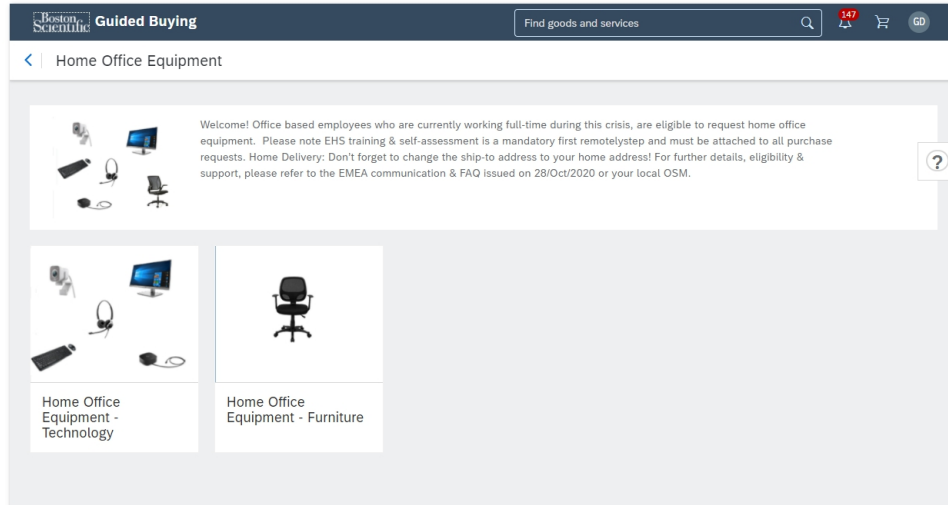 Boston Scientific Guided Buying
Find goods and services
147
GD
Home Office Equipment
Welcome! Office based employees who are currently working full-time during this crisis, are eligible to request home office
equipment. Please note EHS training & self-assessment is a mandatory first remotelystep and must be attached to all purchase
requests. Home Delivery: Don't forget to change the ship-to address to your home address! For further details, eligibility &
support, please refer to the EMEA communication & FAQ issued on 28/Oct/2020 or your local OSM.
?
Home Office
Equipment -
Technology
Home Office
Equipment - Furniture